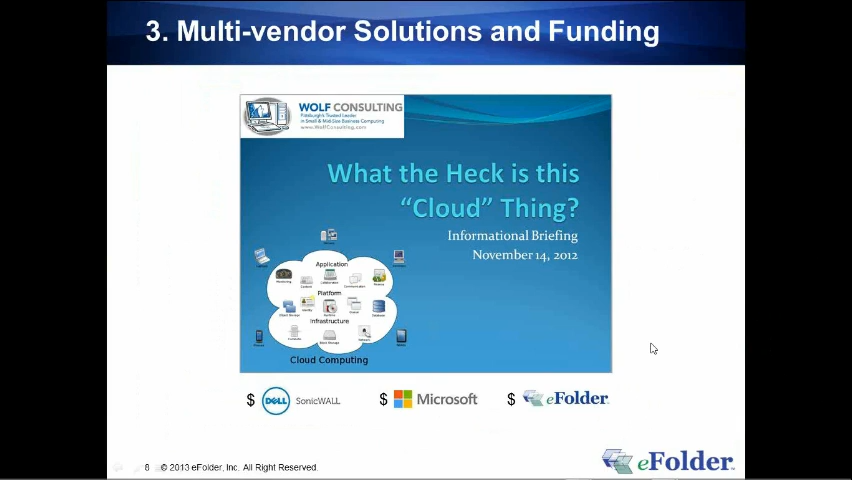 3. Multi-vendor Solutions and Funding
WOLF CONSULTING
Pittsburgh's Trusted Leader
in Small & Mid-Size Business Computing
www.WolfConsulting.com
What the Heck is this
“Cloud” Thing?
Informational Briefing
November 14, 2012
Application
Platform
Infrastructure
Cloud Computing
$ DELL SonicWALL
$ Microsoft
$ eFolder
8 © 2013 eFolder, Inc. All Right Reserved.
eFolder